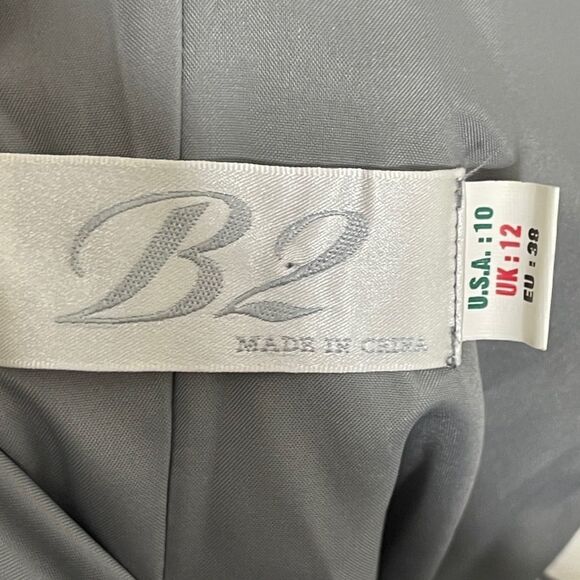 B2
MADE IN CHINA
U.S.A. : 10
UK : 12
EU : 38